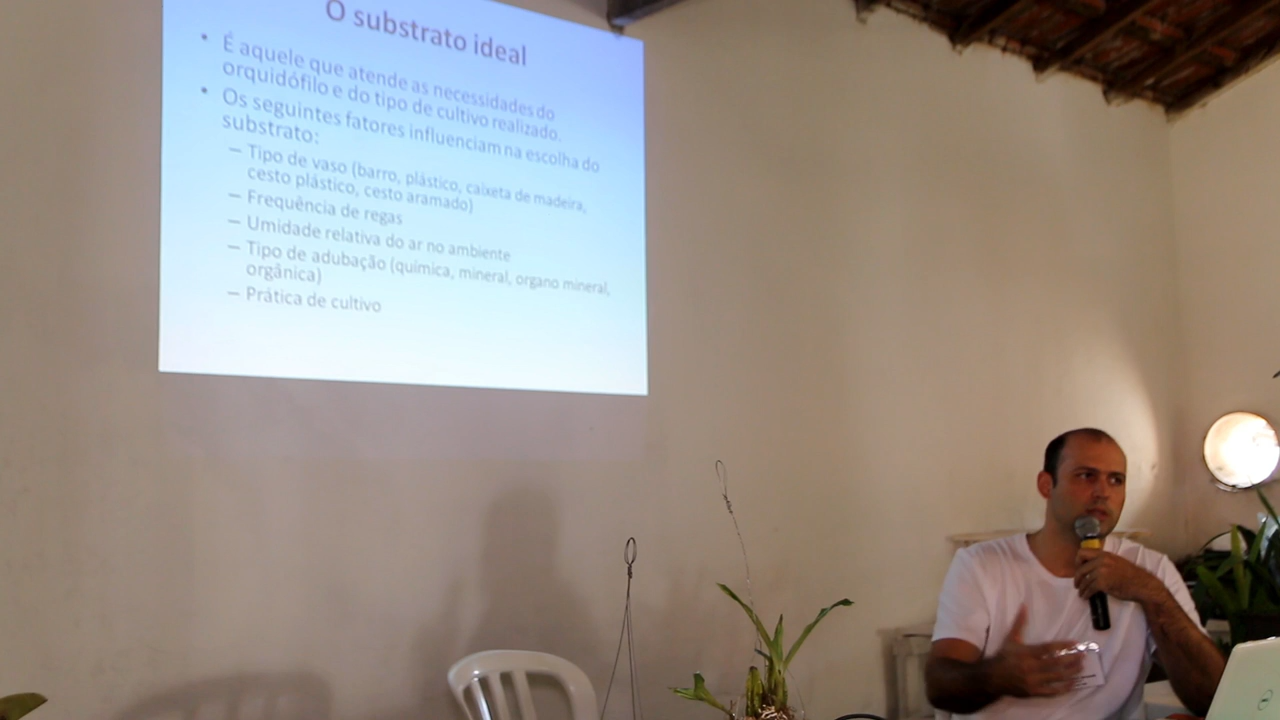 O substrato ideal
• É aquele que atende as necessidades do
orquidófilo e do tipo de cultivo realizado.
• Os seguintes fatores influenciam na escolha do
substrato:
– Tipo de vaso (barro, plástico, caixeta de madeira,
cesto plástico, cesto aramado)
– Frequência de regas
– Umidade relativa do ar no ambiente
– Tipo de adubação (química, mineral, organo mineral,
orgânica)
– Prática de cultivo